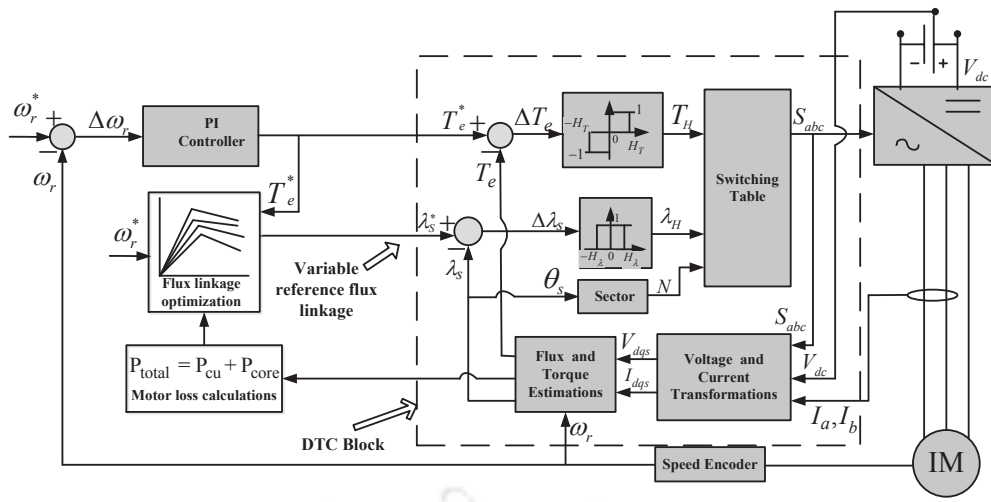 ω_r^* +
−
Δω_r
ω_r
PI
Controller
T_e^*
ω_r^*
Flux linkage
optimization
P_total = P_cu + P_core
Motor loss calculations
Variable
reference flux
linkage
DTC Block
T_e^* +
−
T_e
ΔT_e
−H_T
1
0
H_T
−1
T_H
λ_s^* +
−
λ_s
Δλ_s
1
−H_λ 0 H_λ
λ_H
θ_s
Sector
N
Switching
Table
S_abc
− +
V_dc
Flux and
Torque
Estimations
V_dqs
I_dqs
Voltage and
Current
Transformations
S_abc
V_dc
I_a, I_b
ω_r
Speed Encoder
IM